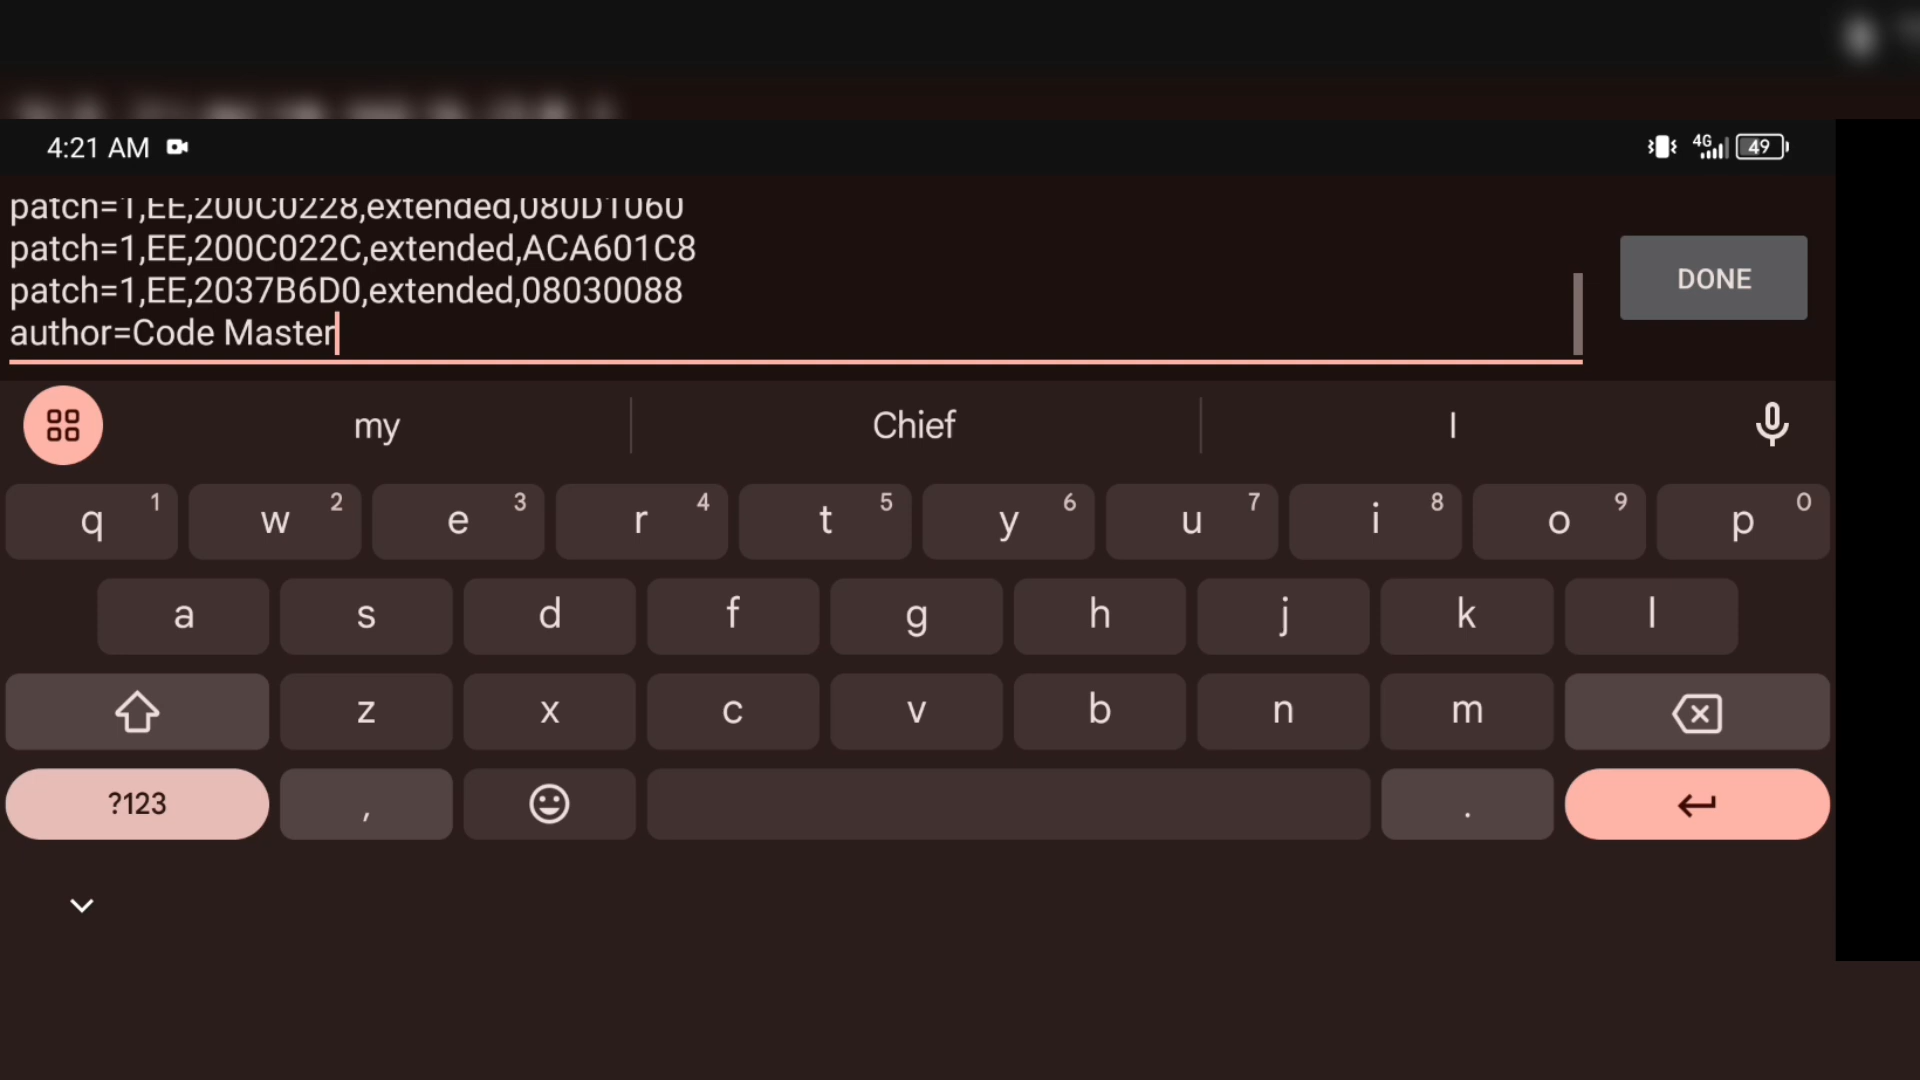 4:21 AM
4G
49
patch=1,EE,200C0228,extended,080D1060
patch=1,EE,200C022C,extended,ACA601C8
patch=1,EE,2037B6D0,extended,08030088
author=Code Master
DONE
my Chief I
q 1 w 2 e 3 r 4 t 5 y 6 u 7 i 8 o 9 p 0
a s d f g h j k l
z x c v b n m
?123 , .